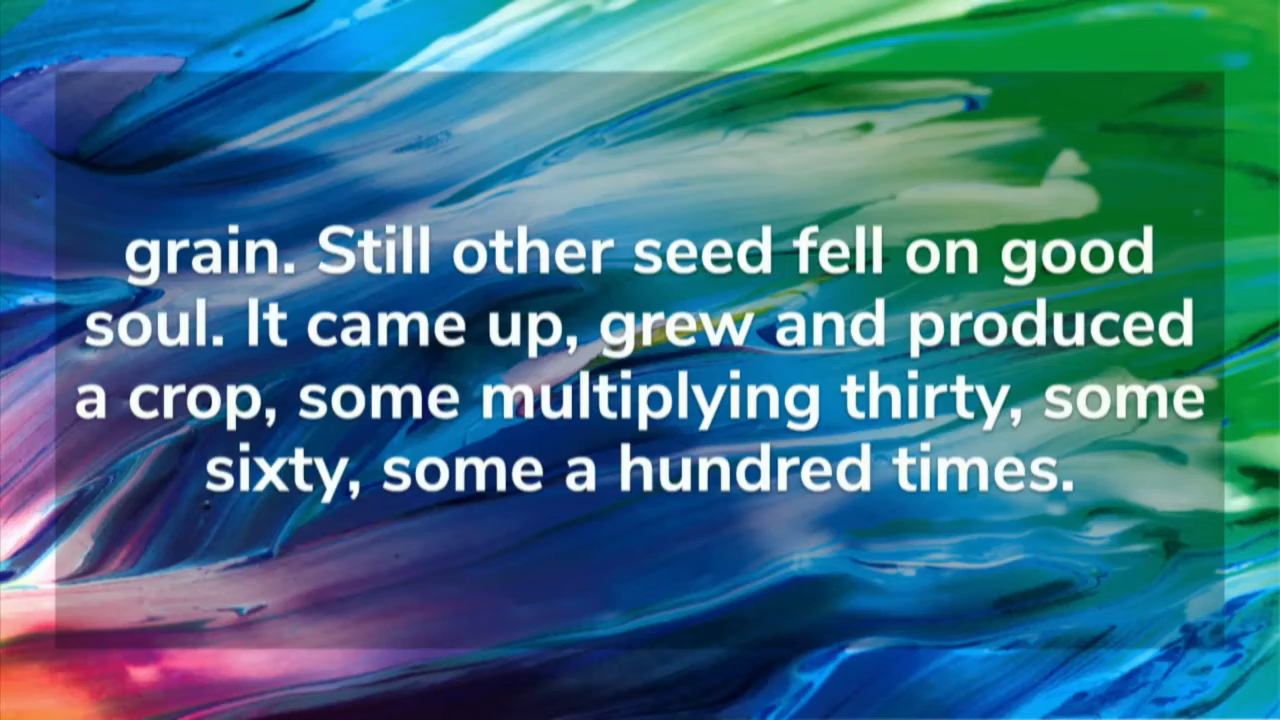 grain. Still other seed fell on good
soul. It came up, grew and produced
a crop, some multiplying thirty, some
sixty, some a hundred times.